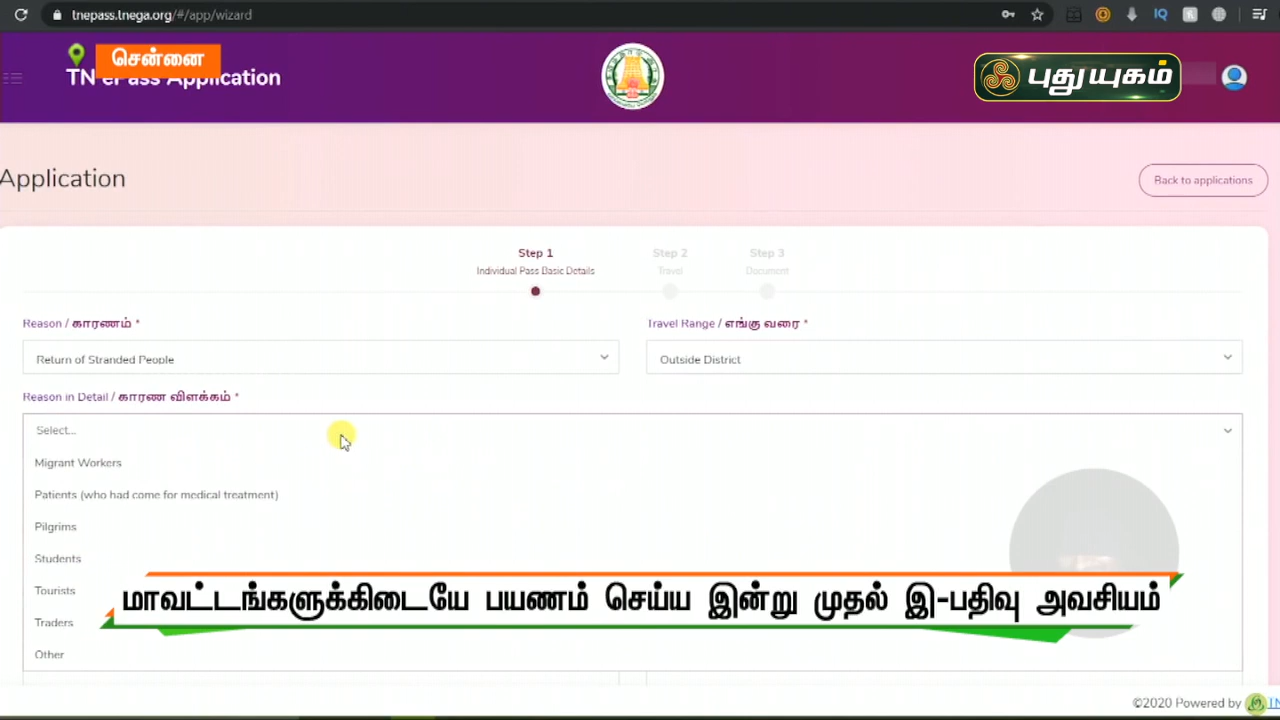 tnepass.tnega.org/#/app/wizard
சென்னை
TN ePass Application
புதுயுகம்
Application
Back to applications
Step 1
Step 2
Step 3
Individual Pass Basic Details
Travel
Document
Reason / காரணம் *
Travel Range / எங்கு வரை *
Return of Stranded People
Outside District
Reason in Detail / காரண விளக்கம் *
Select...
Migrant Workers
Patients (who had come for medical treatment)
Pilgrims
Students
Tourists
மாவட்டங்களுக்கிடையே பயணம் செய்ய இன்று முதல் இ-பதிவு அவசியம்
Traders
Other
©2020 Powered by